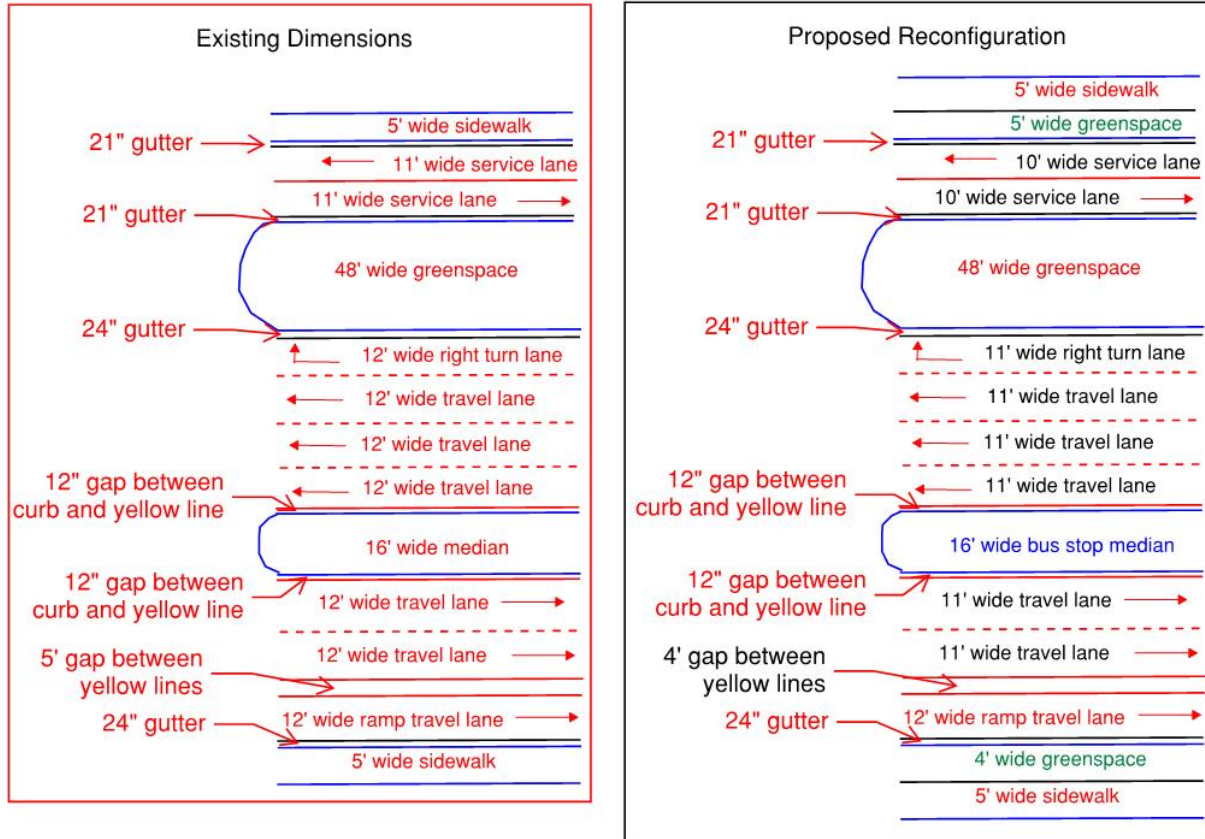 Existing Dimensions
5' wide sidewalk
21" gutter
11' wide service lane
11' wide service lane
21" gutter
48' wide greenspace
24" gutter
12' wide right turn lane
12' wide travel lane
12' wide travel lane
12" gap between
curb and yellow line
12' wide travel lane
16' wide median
12" gap between
curb and yellow line
12' wide travel lane
12' wide travel lane
5' gap between
yellow lines
12' wide ramp travel lane
24" gutter
5' wide sidewalk
Proposed Reconfiguration
5' wide sidewalk
5' wide greenspace
21" gutter
10' wide service lane
10' wide service lane
21" gutter
48' wide greenspace
24" gutter
11' wide right turn lane
11' wide travel lane
11' wide travel lane
12" gap between
curb and yellow line
11' wide travel lane
16' wide bus stop median
12" gap between
curb and yellow line
11' wide travel lane
11' wide travel lane
4' gap between
yellow lines
12' wide ramp travel lane
24" gutter
4' wide greenspace
5' wide sidewalk